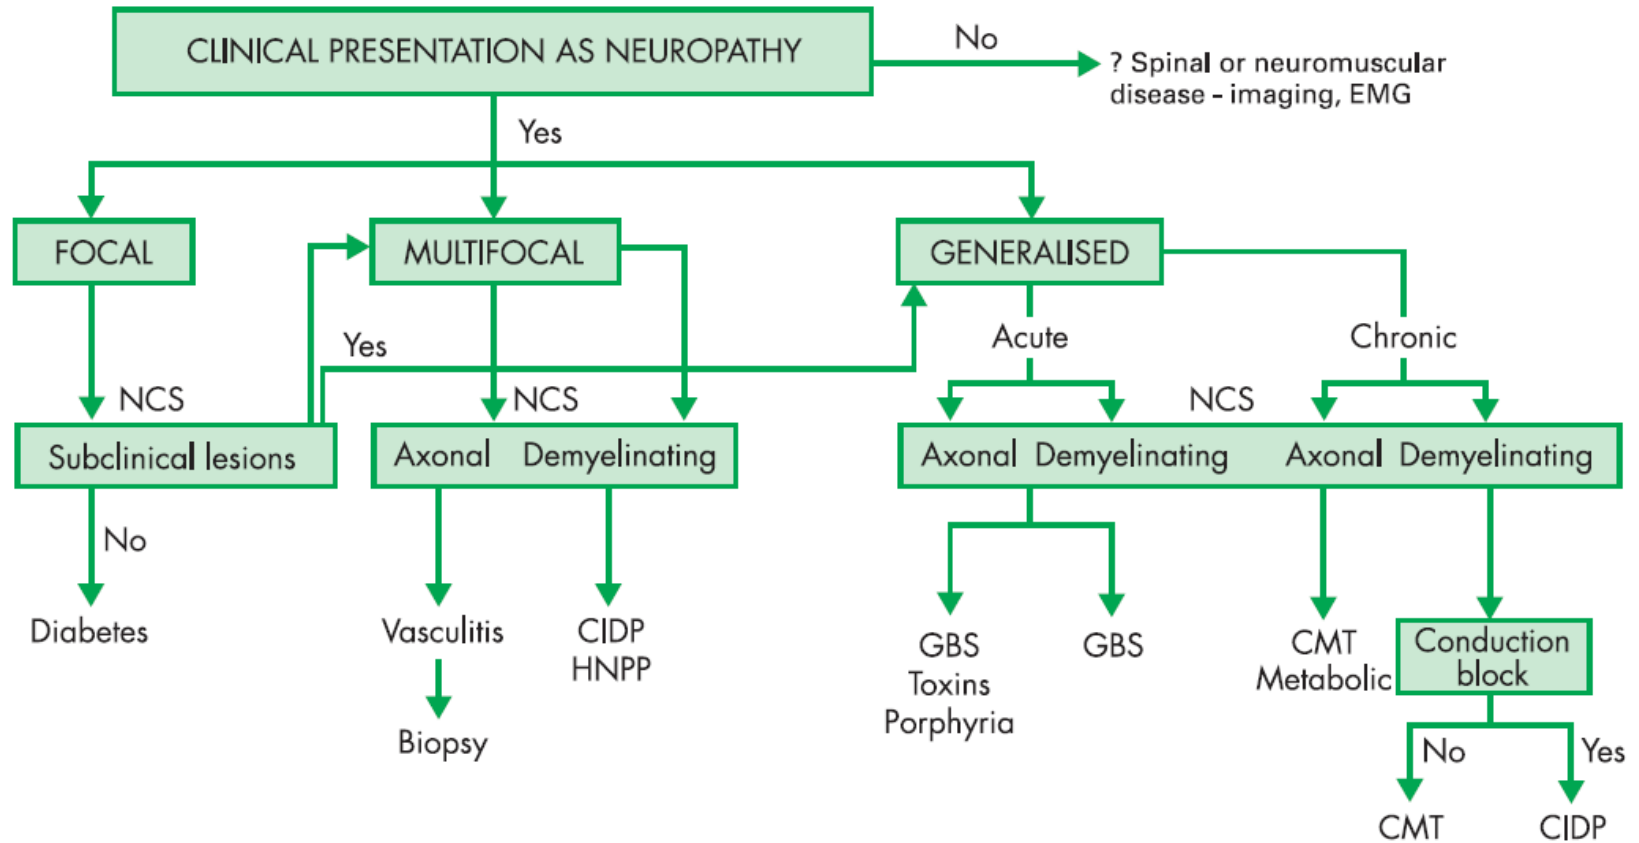 CLINICAL PRESENTATION AS NEUROPATHY
No
? Spinal or neuromuscular
disease - imaging, EMG
Yes
FOCAL
MULTIFOCAL
GENERALISED
Yes
Acute
Chronic
NCS
NCS
NCS
Subclinical lesions
Axonal Demyelinating
Axonal Demyelinating
Axonal Demyelinating
No
Diabetes
Vasculitis
Biopsy
CIDP
HNPP
GBS
Toxins
Porphyria
GBS
CMT
Metabolic
Conduction
block
No
Yes
CMT
CIDP